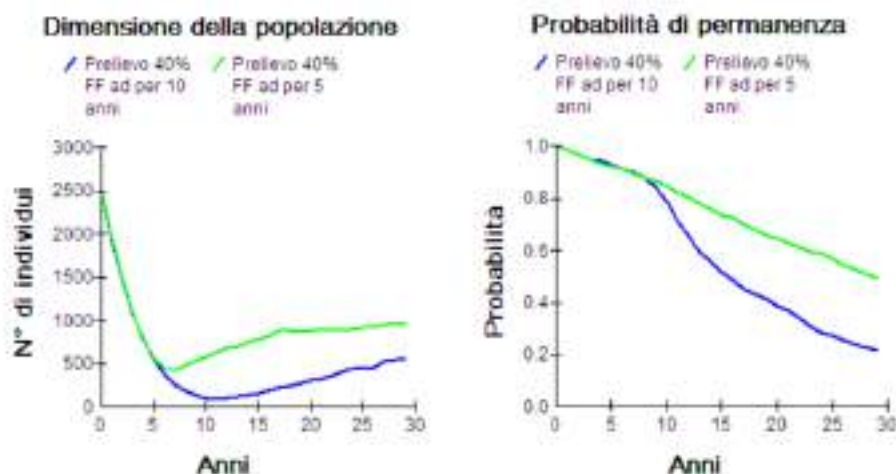 Dimensione della popolazione
Prelievo 40%
FF ad per 10
anni
Prelievo 40%
FF ad per 5
anni
N° di individui
3000
2500
2000
1500
1000
500
0
0 5 10 15 20 25 30
Anni
Probabilità di permanenza
Prelievo 40%
FF ad per 10
anni
Prelievo 40%
FF ad per 5
anni
Probabilita
1.0
0.8
0.6
0.4
0.2
0.0
0 5 10 15 20 25 30
Anni